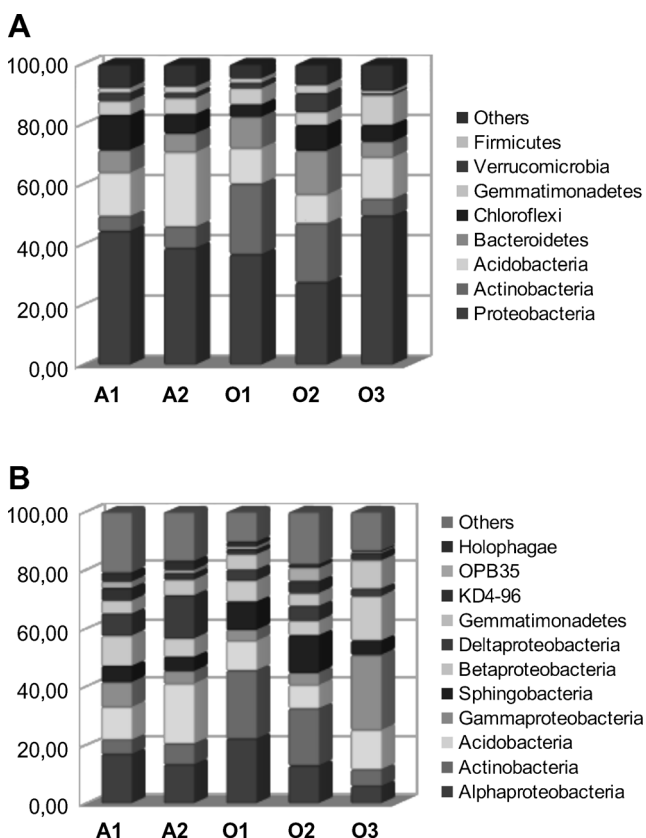 A
100,00
80,00
60,00
40,00
20,00
0,00
A1 A2 O1 O2 O3
Others
Firmicutes
Verrucomicrobia
Gemmatimonadetes
Chloroflexi
Bacteroidetes
Acidobacteria
Actinobacteria
Proteobacteria
B
100,00
80,00
60,00
40,00
20,00
0,00
A1 A2 O1 O2 O3
Others
Holophagae
OPB35
KD4-96
Gemmatimonadetes
Deltaproteobacteria
Betaproteobacteria
Sphingobacteria
Gammaproteobacteria
Acidobacteria
Actinobacteria
Alphaproteobacteria